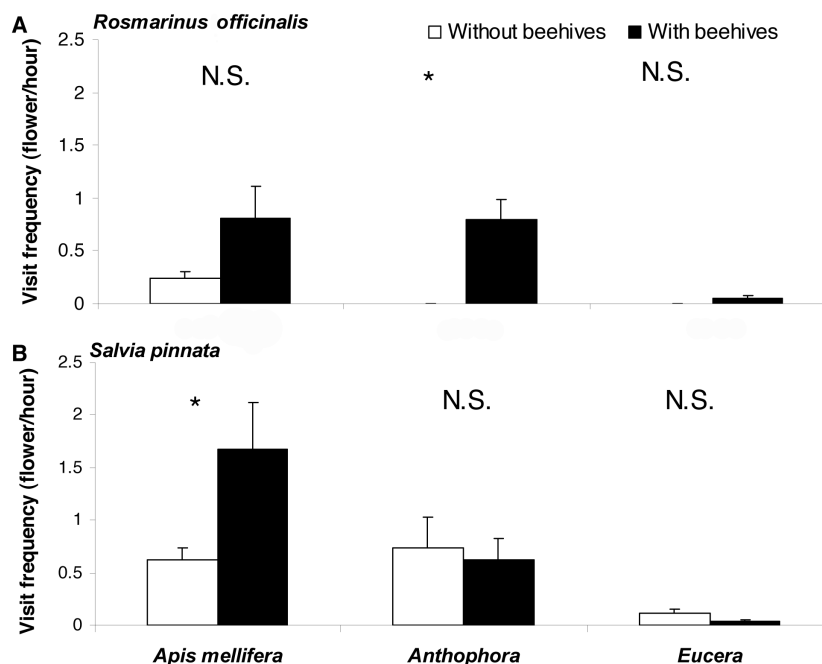 A Rosmarinus officinalis
Without beehives With beehives
Visit frequency (flower/hour)
2.5
2
1.5
1
0.5
0
N.S. * N.S.
B Salvia pinnata
Visit frequency (flower/hour)
2.5
2
1.5
1
0.5
0
* N.S. N.S.
Apis mellifera Anthophora Eucera